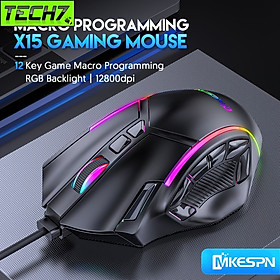 TECH7
MACRO PROGRAMMING
X15 GAMING MOUSE
12 Key Game Macro Programming
RGB Backlight | 12800dpi
MKESPN